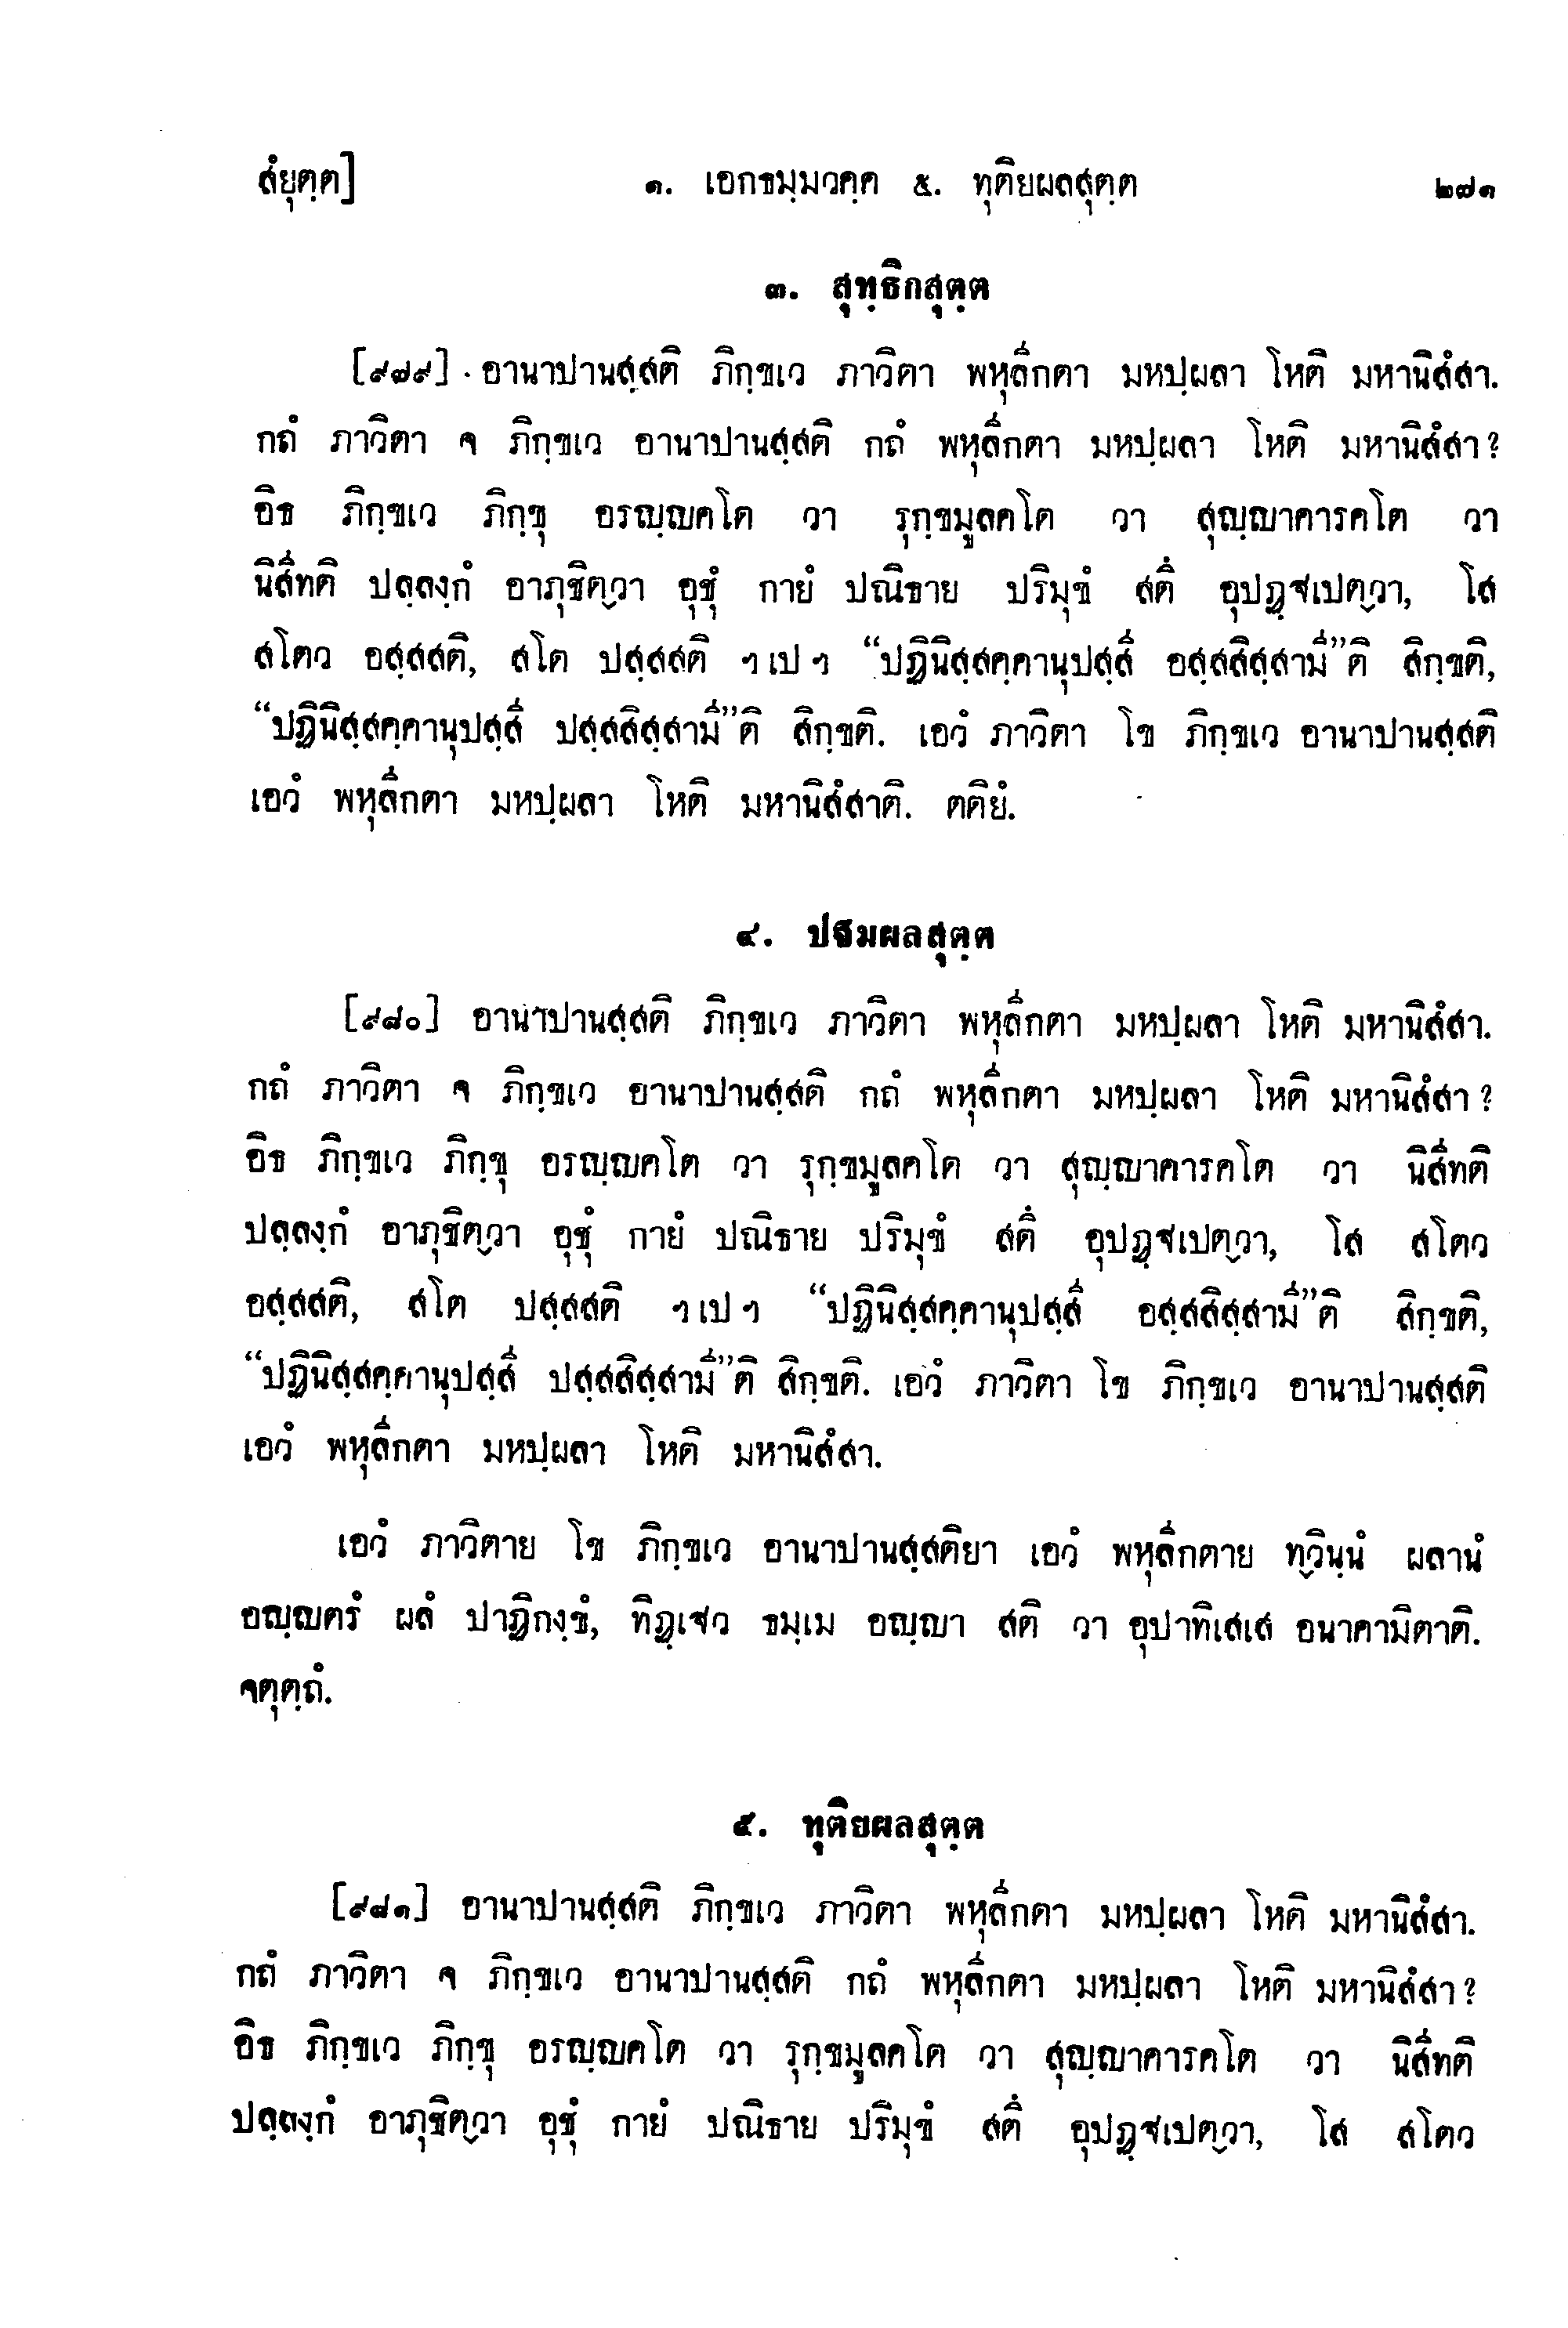 สํยุตฺต]
๑. เอกธมฺมวคฺค ๕. ทุติยผลสุตฺต
๒๗๑
๓. สุทฺธิกสุตฺต
[๙๗๙] อานาปานสฺสติ ภิกฺขเว ภาวิตา พหุลีกตา มหปฺผลา โหติ มหานิสํสา.
กถํ ภาวิตา จ ภิกฺขเว อานาปานสฺสติ กถํ พหุลีกตา มหปฺผลา โหติ มหานิสํสา?
อิธ ภิกฺขเว ภิกฺขุ อรญฺญคโต วา รุกฺขมูลคโต วา สุญฺญาคารคโต วา
นิสีทติ ปลฺลงฺกํ อาภุชิตฺวา อุชุํ กายํ ปณิธาย ปริมุขํ สตึ อุปฏฺฐเปตฺวา, โส
สโตว อสฺสสติ, สโต ปสฺสสติ ฯเปฯ “ปฏินิสฺสคฺคานุปสฺสี อสฺสสิสฺสามี”ติ สิกฺขติ,
“ปฏินิสฺสคฺคานุปสฺสี ปสฺสสิสฺสามี”ติ สิกฺขติ. เอวํ ภาวิตา โข ภิกฺขเว อานาปานสฺสติ
เอวํ พหุลีกตา มหปฺผลา โหติ มหานิสํสาติ. ตติยํ.
๔. ปฐมผลสุตฺต
[๙๘๐] อานาปานสฺสติ ภิกฺขเว ภาวิตา พหุลีกตา มหปฺผลา โหติ มหานิสํสา.
กถํ ภาวิตา จ ภิกฺขเว อานาปานสฺสติ กถํ พหุลีกตา มหปฺผลา โหติ มหานิสํสา?
อิธ ภิกฺขเว ภิกฺขุ อรญฺญคโต วา รุกฺขมูลคโต วา สุญฺญาคารคโต วา นิสีทติ
ปลฺลงฺกํ อาภุชิตฺวา อุชุํ กายํ ปณิธาย ปริมุขํ สตึ อุปฏฺฐเปตฺวา, โส สโตว
อสฺสสติ, สโต ปสฺสสติ ฯเปฯ “ปฏินิสฺสคฺคานุปสฺสี อสฺสสิสฺสามี”ติ สิกฺขติ,
“ปฏินิสฺสคฺคานุปสฺสี ปสฺสสิสฺสามี”ติ สิกฺขติ. เอวํ ภาวิตา โข ภิกฺขเว อานาปานสฺสติ
เอวํ พหุลีกตา มหปฺผลา โหติ มหานิสํสา.
เอวํ ภาวิตาย โข ภิกฺขเว อานาปานสฺสติยา เอวํ พหุลีกตาย ทฺวินฺนํ ผลานํ
อญฺญตรํ ผลํ ปาฏิกงฺขํ, ทิฏฺเฐว ธมฺเม อญฺญา สติ วา อุปาทิเสเส อนาคามิตาติ.
จตุตฺถํ.
๕. ทุติยผลสุตฺต
[๙๘๑] อานาปานสฺสติ ภิกฺขเว ภาวิตา พหุลีกตา มหปฺผลา โหติ มหานิสํสา.
กถํ ภาวิตา จ ภิกฺขเว อานาปานสฺสติ กถํ พหุลีกตา มหปฺผลา โหติ มหานิสํสา?
อิธ ภิกฺขเว ภิกฺขุ อรญฺญคโต วา รุกฺขมูลคโต วา สุญฺญาคารคโต วา นิสีทติ
ปลฺลงฺกํ อาภุชิตฺวา อุชุํ กายํ ปณิธาย ปริมุขํ สตึ อุปฏฺฐเปตฺวา, โส สโตว